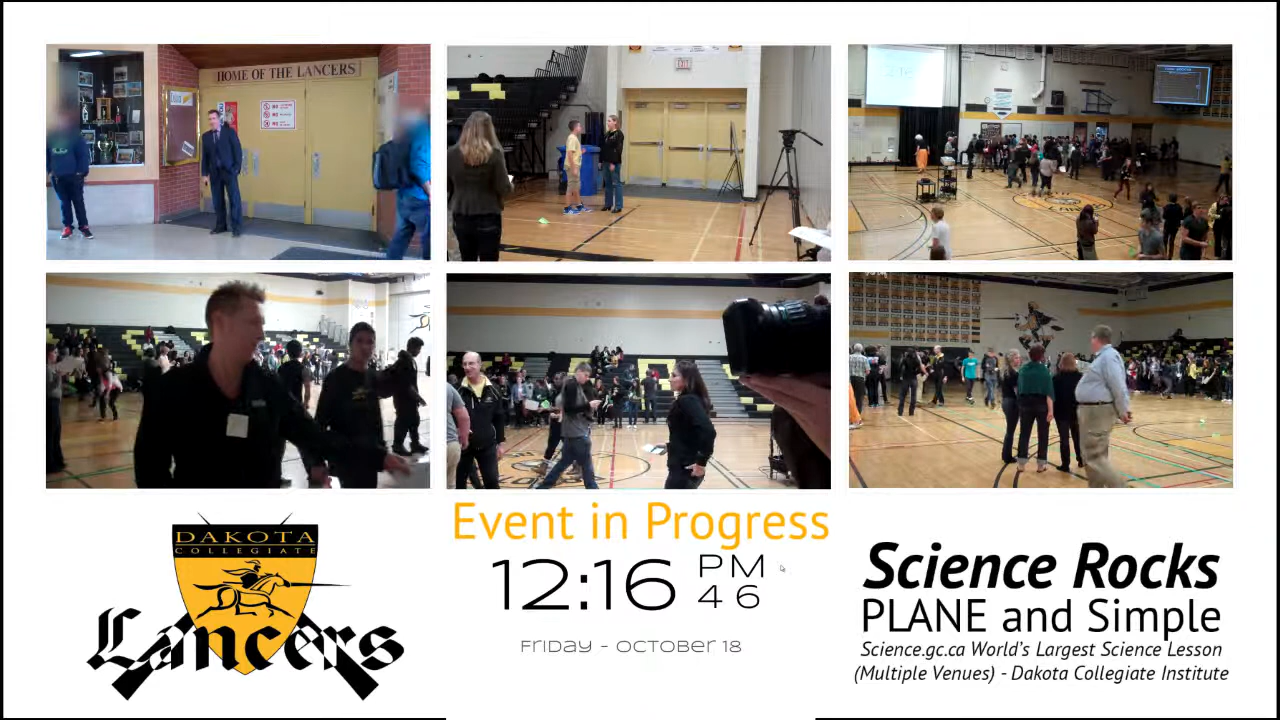 HOME OF THE LANCERS
EXIT
Event in Progress
12:16 PM
46
Friday - October 18
DAKOTA
COLLEGIATE
Lancers
Science Rocks
PLANE and Simple
Science.gc.ca World's Largest Science Lesson
(Multiple Venues) - Dakota Collegiate Institute